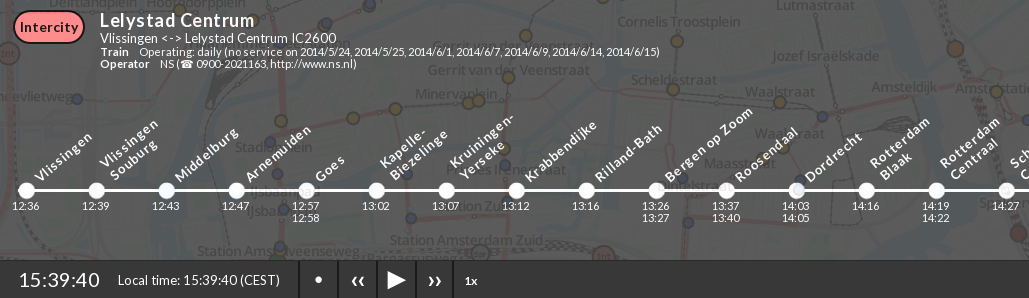 Intercity
Lelystad Centrum
Vlissingen <-> Lelystad Centrum IC2600
Train Operating: daily (no service on 2014/5/24, 2014/5/25, 2014/6/1, 2014/6/7, 2014/6/9, 2014/6/14, 2014/6/15)
Operator NS (☎ 0900-2021163, http://www.ns.nl)
Cornelis Troostplein
Lutmastraat
Gerrit van der Veenstraat
Gerrit van der Veenstraat
Jozef Israëlskade
Scheldestraat
Minervaplein
Waalstraat
Amsteldijk
Vlissingen
Vlissingen
Souburg
Middelburg
Arnemuiden
Goes
Kapelle-
Biezelinge
Kruiningen-
Yerseke
Krabbendijke
Rilland-Bath
Bergen op Zoom
Roosendaal
Dordrecht
Rotterdam
Blaak
Rotterdam
Centraal
12:36
12:39
12:43
12:47
12:57
12:58
13:02
13:07
13:12
13:16
13:26
13:27
13:37
13:40
14:03
14:05
14:16
14:19
14:22
14:27
Station Amsterdam Zuid
15:39:40
Local time: 15:39:40 (CEST)
1x